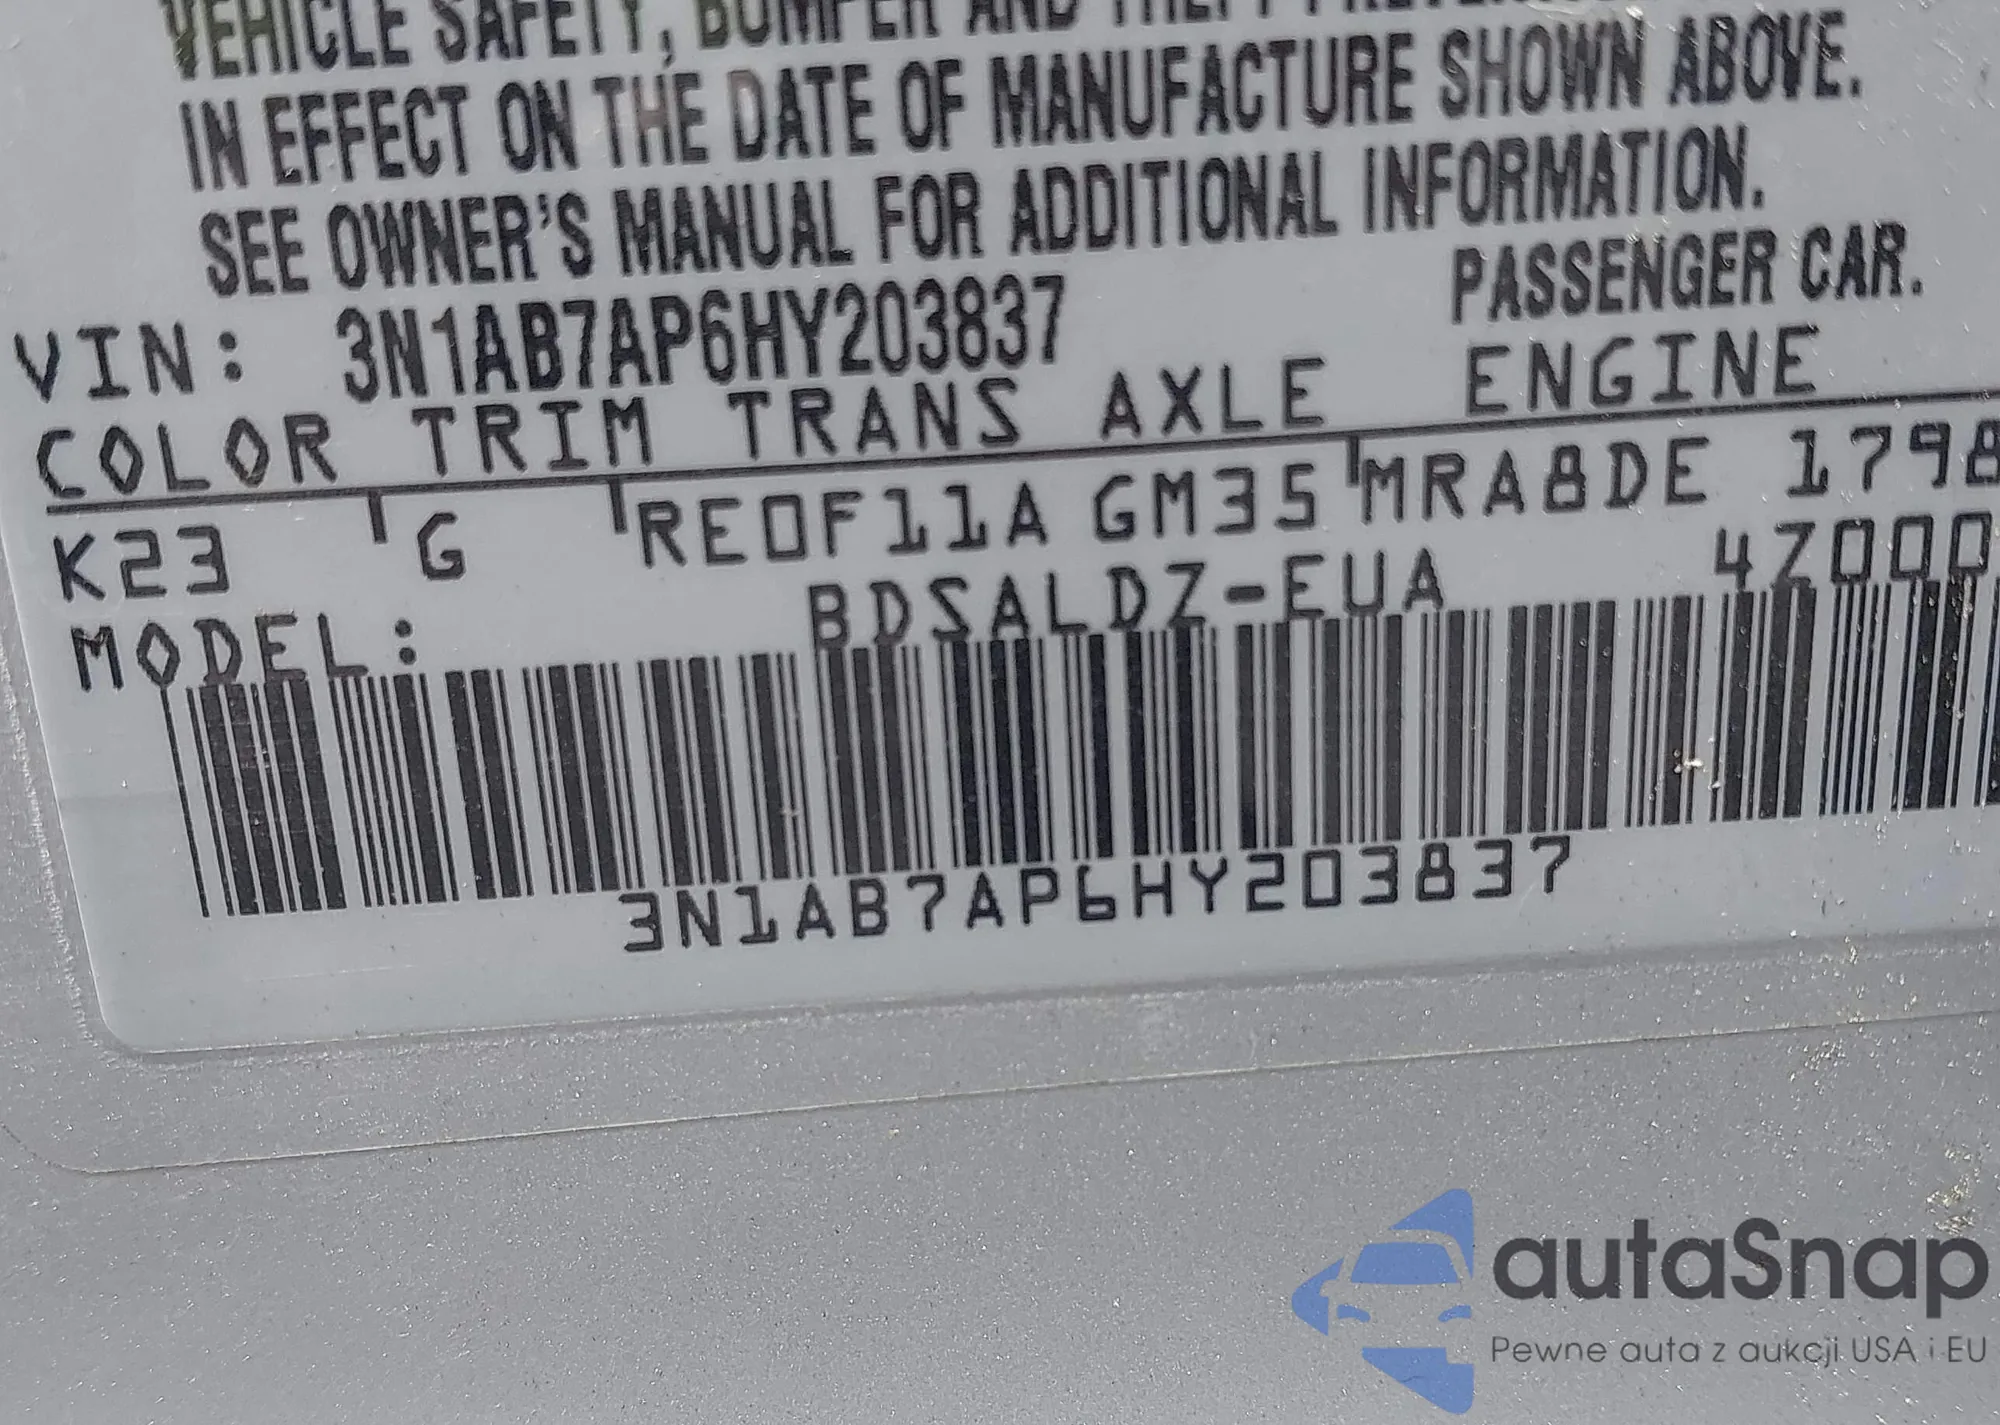 VEHICLE SAFETY, BUMPER AND THEFT
IN EFFECT ON THE DATE OF MANUFACTURE SHOWN ABOVE.
SEE OWNER'S MANUAL FOR ADDITIONAL INFORMATION.
PASSENGER CAR.
VIN: 3N1AB7AP6HY203837
COLOR TRIM TRANS AXLE ENGINE
K23 G RE0F11A GM35 MRA8DE 1798
MODEL: BDSALDZ-EUA 4Z000
3N1AB7AP6HY203837
autaSnap
Pewne auta z aukcji USA i EU